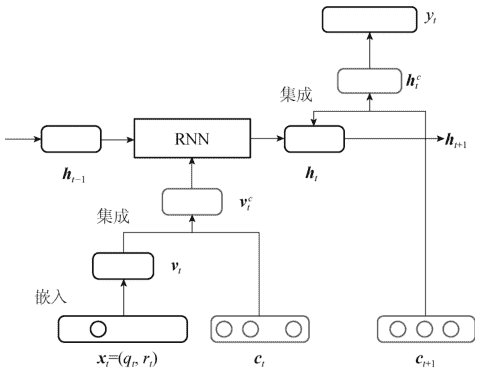 y_t
h_t^c
集成
RNN
h_{t−1}
h_t
h_{t+1}
v_t^c
集成
v_t
嵌入
x_t=(q_t, r_t)
c_t
c_{t+1}